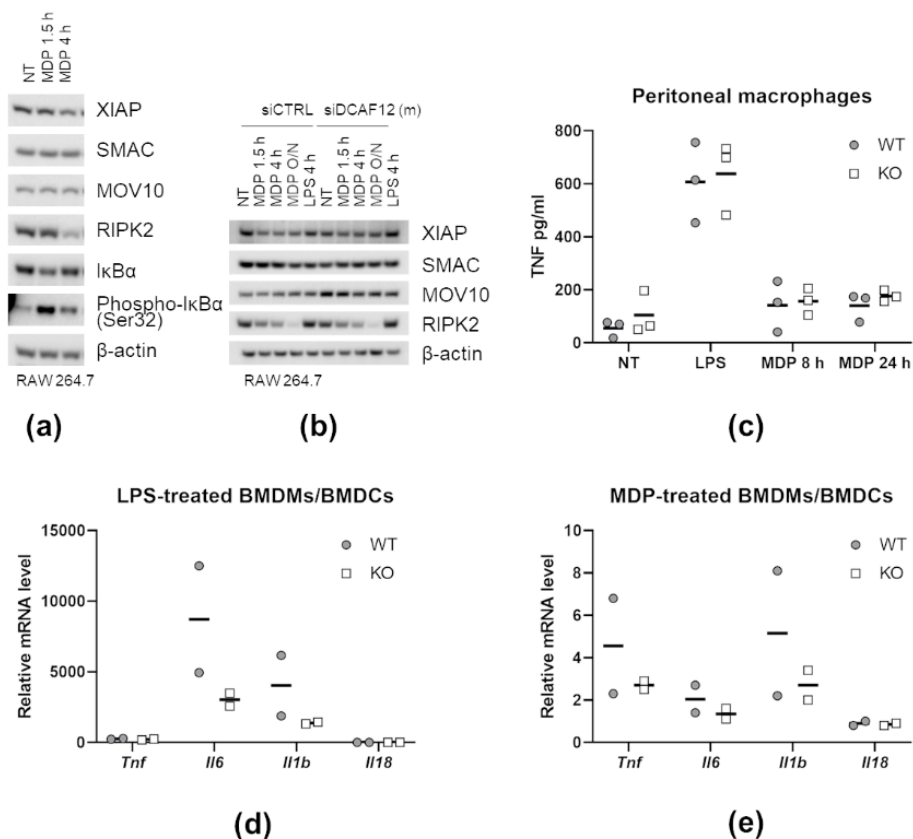 NT
MDP 1.5 h
MDP 4 h
XIAP
SMAC
MOV10
RIPK2
IκBα
Phospho-IκBα
(Ser32)
β-actin
RAW 264.7
(a)
siCTRL siDCAF12 (m)
NT
MDP 1.5 h
MDP 4 h
MDP O/N
LPS 4 h
NT
MDP 1.5 h
MDP 4 h
MDP O/N
LPS 4 h
XIAP
SMAC
MOV10
RIPK2
β-actin
RAW 264.7
(b)
Peritoneal macrophages
TNF pg/ml
800
600
400
200
0
WT
KO
NT LPS MDP 8 h MDP 24 h
(c)
LPS-treated BMDMs/BMDCs
Relative mRNA level
15000
10000
5000
0
WT
KO
Tnf Il6 Il1b Il18
(d)
MDP-treated BMDMs/BMDCs
Relative mRNA level
10
8
6
4
2
0
WT
KO
Tnf Il6 Il1b Il18
(e)